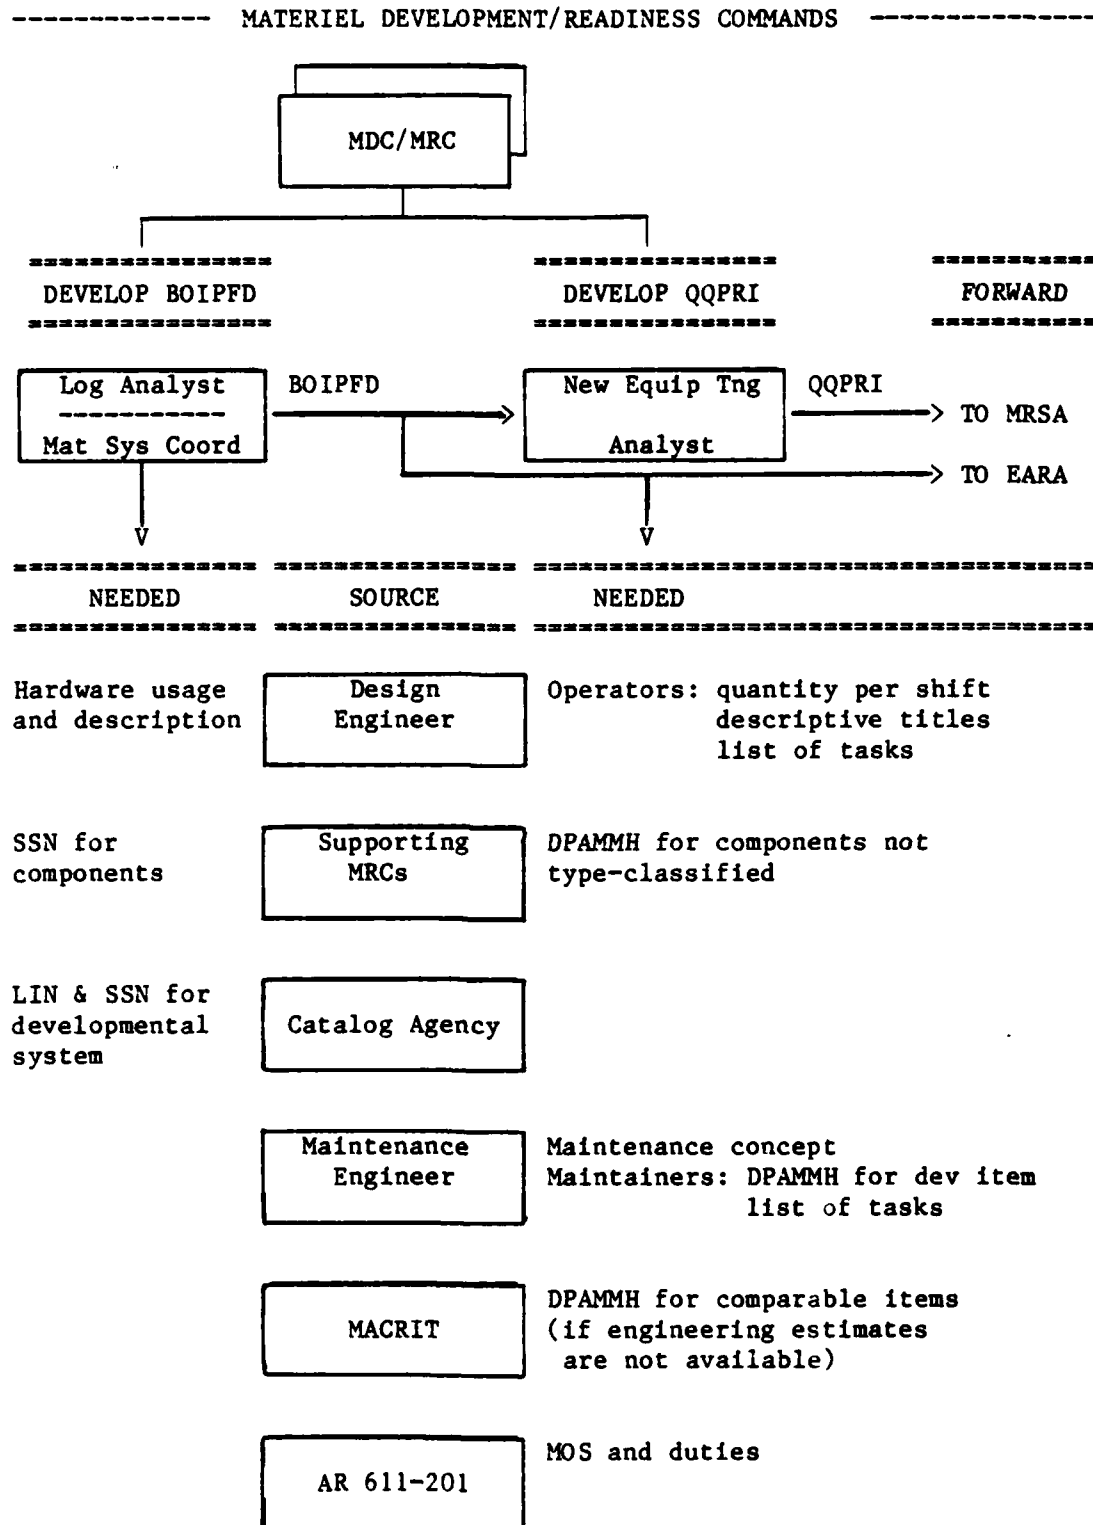 ------------- MATERIEL DEVELOPMENT/READINESS COMMANDS ---------------
MDC/MRC
================ ================ ===========
DEVELOP BOIPFD DEVELOP QQPRI FORWARD
================ ================ ===========
Log Analyst BOIPFD New Equip Tng QQPRI
----------- > > TO MRSA
Mat Sys Coord Analyst
> TO EARA
V V
================ ================ =====================================
NEEDED SOURCE NEEDED
================ ================ =====================================
Hardware usage Design Operators: quantity per shift
and description Engineer descriptive titles
list of tasks
SSN for Supporting DPAMMH for components not
components MRCs type-classified
LIN & SSN for
developmental Catalog Agency
system
Maintenance Maintenance concept
Engineer Maintainers: DPAMMH for dev item
list of tasks
DPAMMH for comparable items
MACRIT (if engineering estimates
are not available)
MOS and duties
AR 611-201